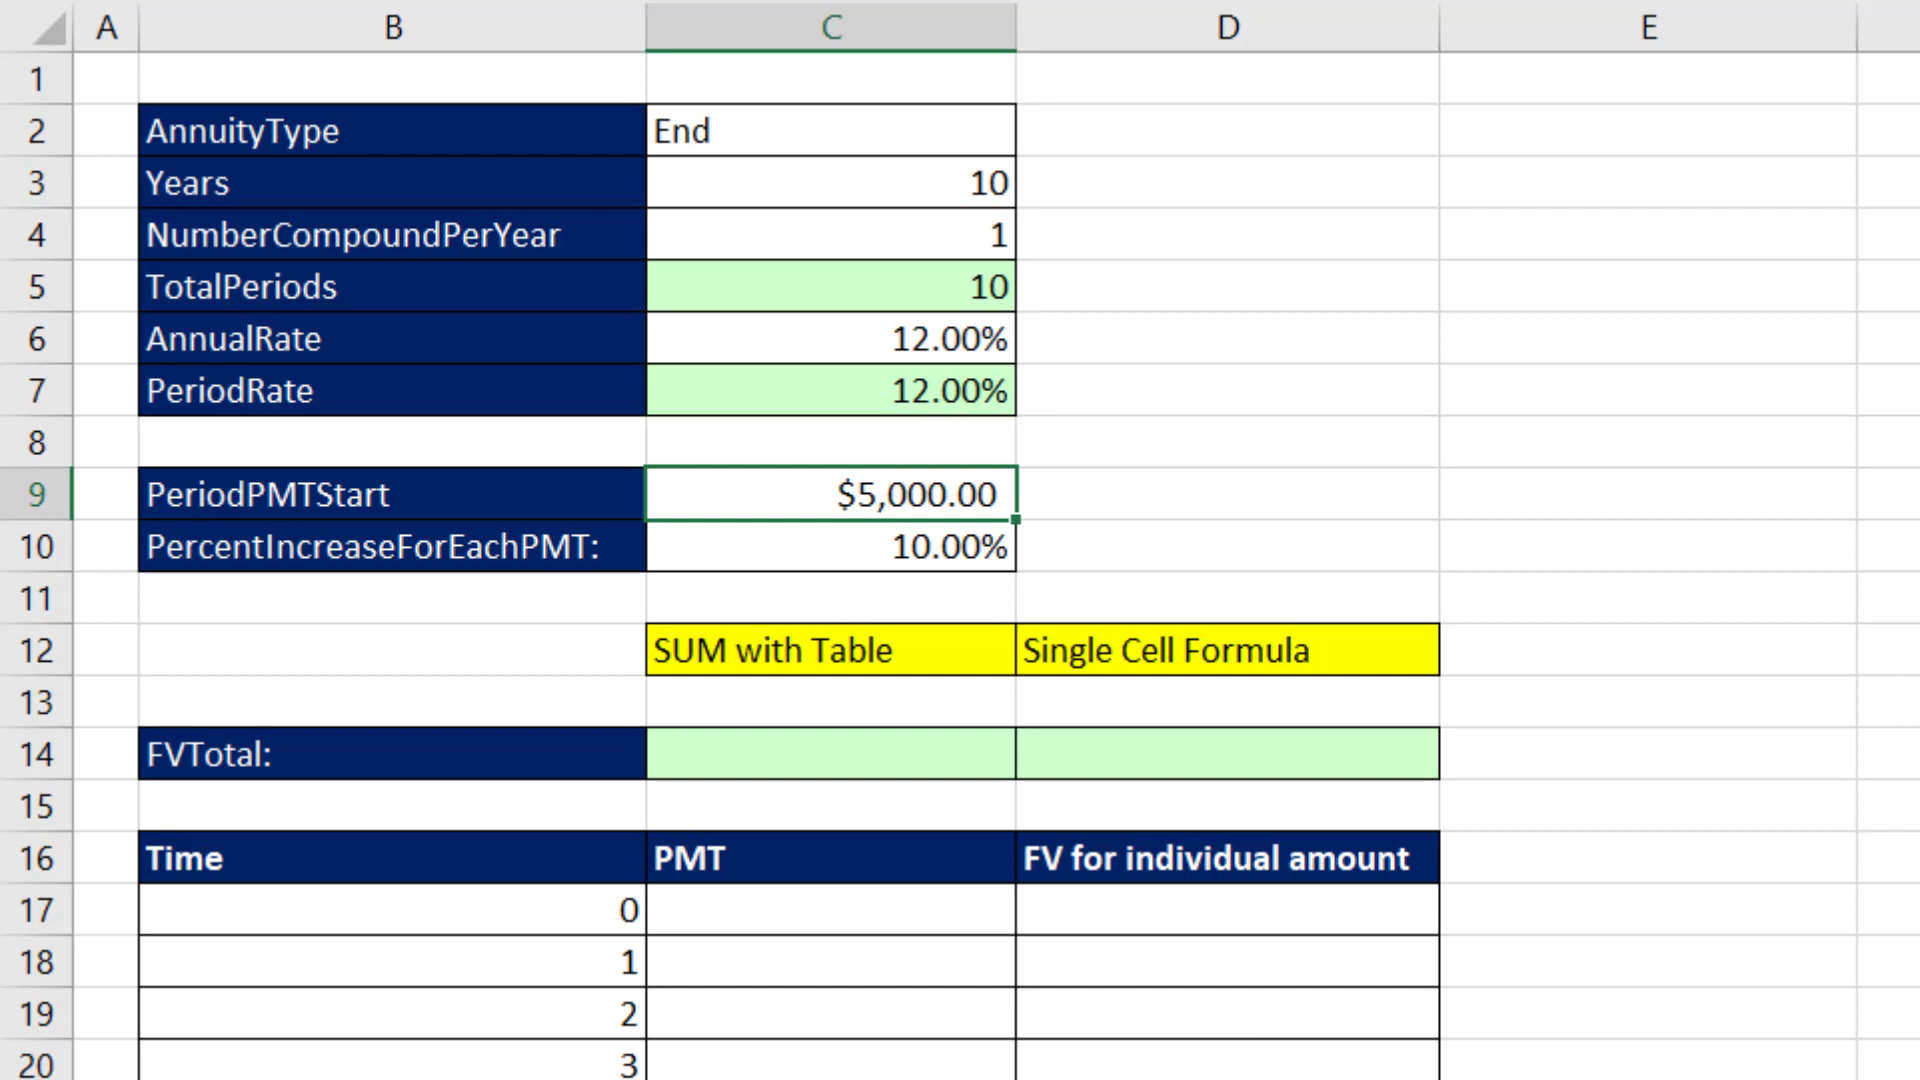 A B C D E
1
2 AnnuityType End
3 Years 10
4 NumberCompoundPerYear 1
5 TotalPeriods 10
6 AnnualRate 12.00%
7 PeriodRate 12.00%
8
9 PeriodPMTStart $5,000.00
10 PercentIncreaseForEachPMT: 10.00%
11
12 SUM with Table Single Cell Formula
13
14 FVTotal:
15
16 Time PMT FV for individual amount
17 0
18 1
19 2
20 3